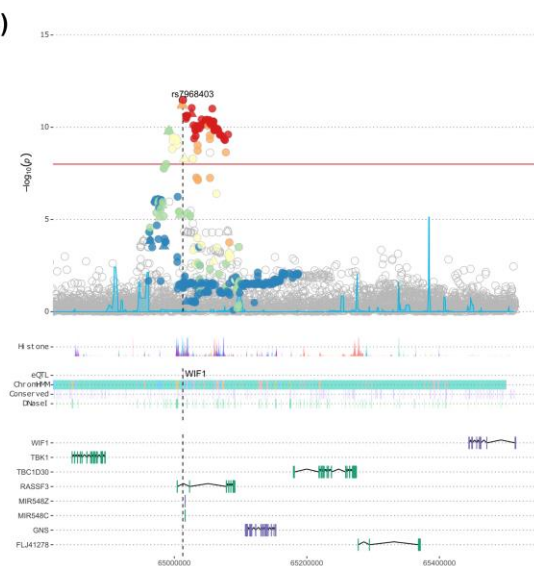 )
15-
rs7968403
10-
-log10(p)
5-
0-
Histone
eQTL
WIF1
ChromHMM
Conserved
DNaseI
WIF1
TBK1
TBC1D30
RASSF3
MIR548Z
MIR548C
GNS
FLJ41278
65000000 65200000 65400000